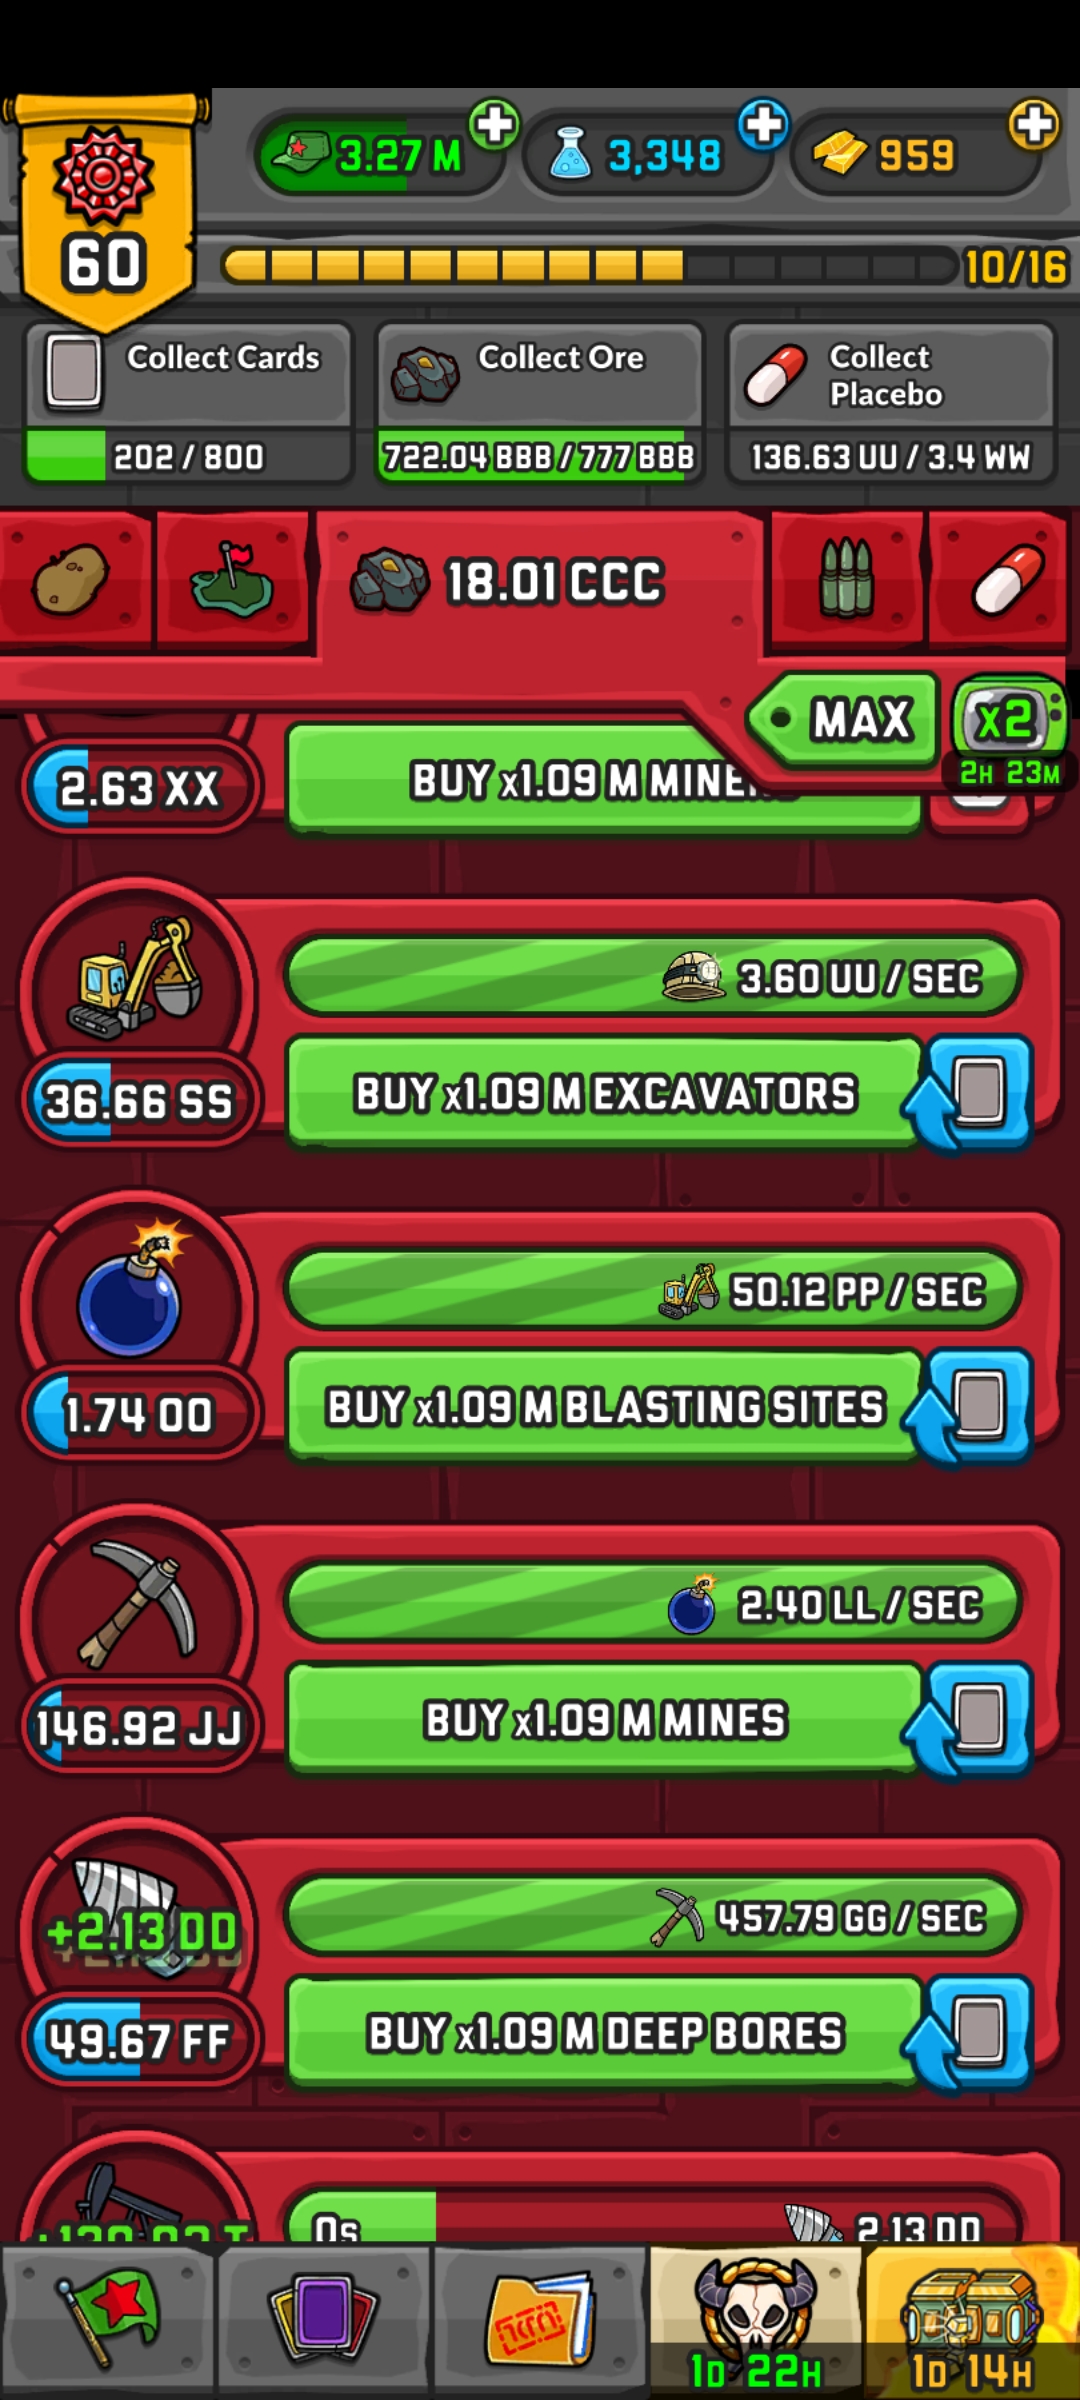 3.27 M
3,348
959
60
10/16
Collect Cards
202 / 800
Collect Ore
722.04 BBB / 777 BBB
Collect
Placebo
136.63 UU / 3.4 WW
18.01 CCC
MAX
x2
2H 23M
2.63 XX
BUY x1.09 M
3.60 UU / SEC
36.66 SS
BUY x1.09 M EXCAVATORS
50.12 PP / SEC
1.74 OO
BUY x1.09 M BLASTING SITES
2.40 LL / SEC
146.92 JJ
BUY x1.09 M MINES
+2.13 DD
457.79 GG / SEC
49.67 FF
BUY x1.09 M DEEP BORES
0s
2.13 DD
1D 22H
1D 14H